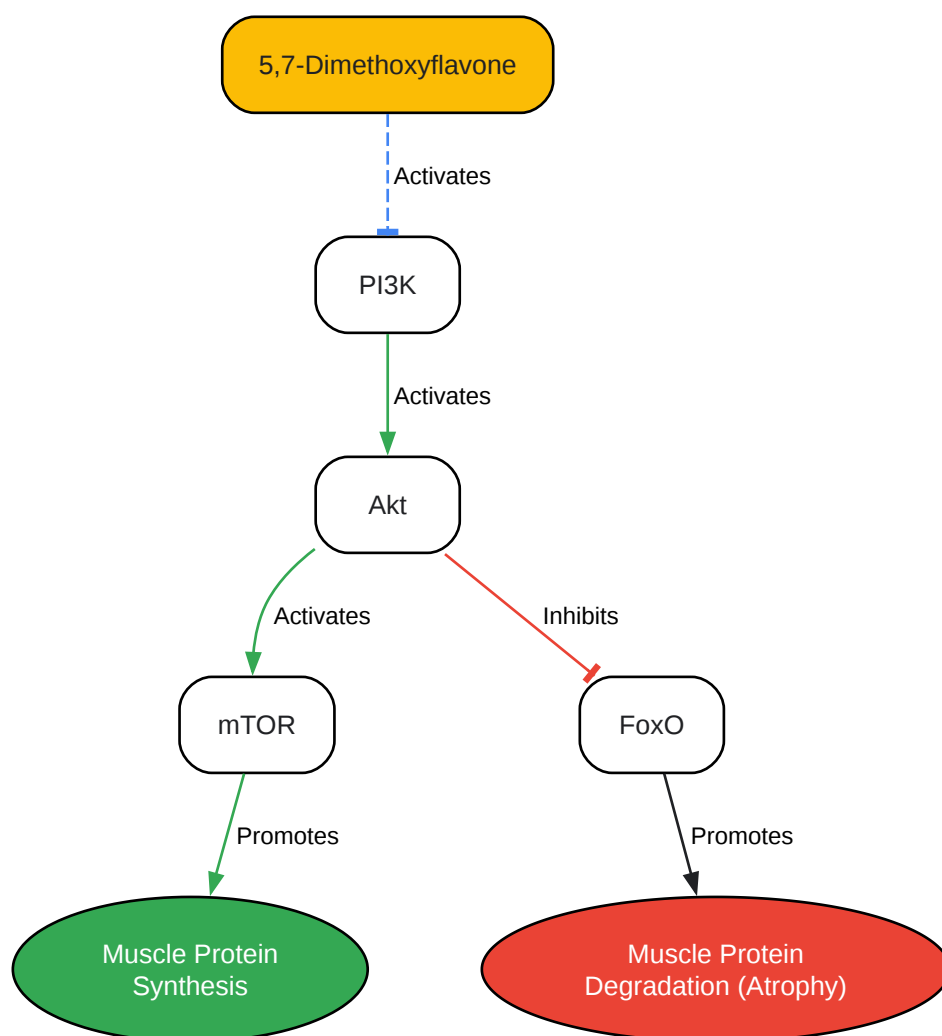 5,7-Dimethoxyflavone
Activates
PI3K
Activates
Akt
Activates
Inhibits
mTOR
FoxO
Promotes
Promotes
Muscle Protein
Synthesis
Muscle Protein
Degradation (Atrophy)